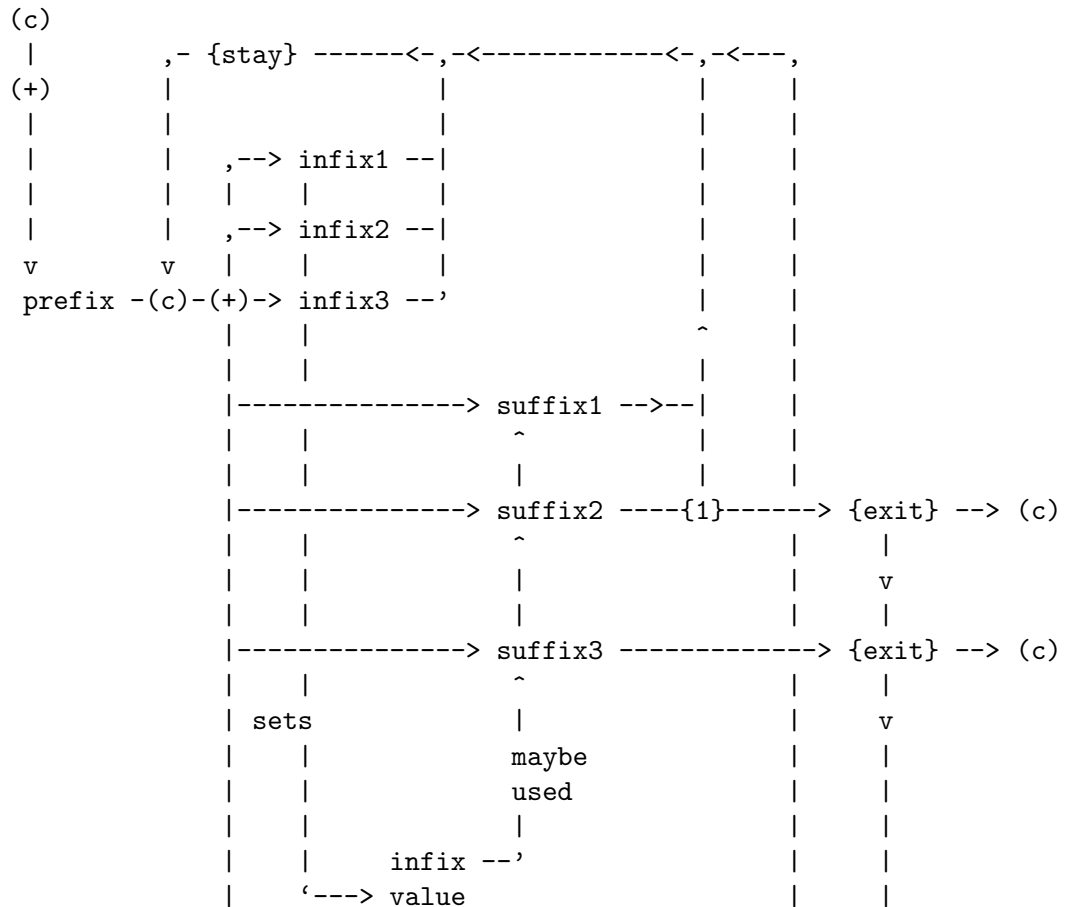 (c)
 |        ,- {stay} ------<-,-<------------<-,-<---,
(+)       |                 |                |     |
 |        |                 |                |     |
 |        |   ,--> infix1 --|                |     |
 |        |   |    |        |                |     |
 |        |   ,--> infix2 --|                |     |
 v        v   |    |        |                |     |
 prefix -(c)-(+)-> infix3 --’                |     |
              |    |                         ^     |
              |    |                         |     |
              |---------------> suffix1 -->--|     |
              |    |             ^           |     |
              |    |             |           |     |
              |---------------> suffix2 ----{1}------> {exit} --> (c)
              |    |             ^                 |     |
              |    |             |                 |     v
              |    |             |                 |     |
              |---------------> suffix3 -------------> {exit} --> (c)
              |    |             ^                 |     |
              | sets             |                 |     v
              |    |             maybe             |     |
              |    |             used              |     |
              |    |             |                 |     |
              |    |     infix --’                 |     |
              |    ‘---> value                     |     |